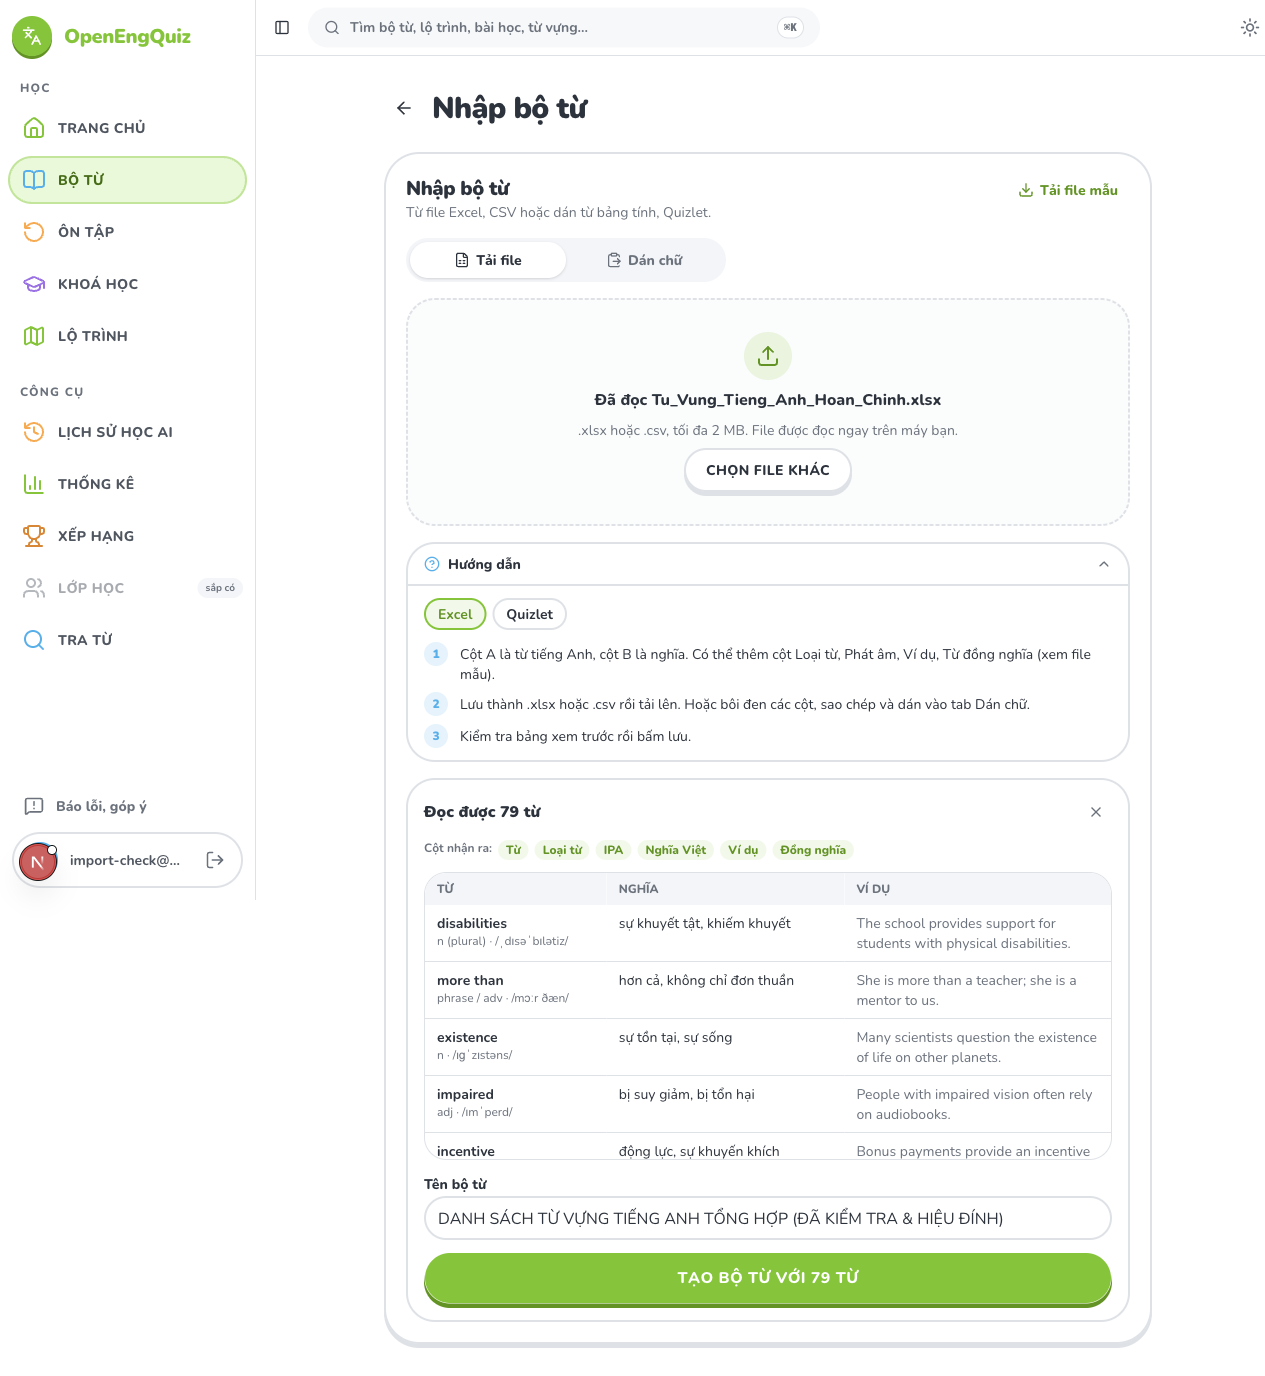 OpenEngQuiz
Tìm bộ từ, lộ trình, bài học, từ vựng...
⌘K
HỌC
TRANG CHỦ
BỘ TỪ
ÔN TẬP
KHOÁ HỌC
LỘ TRÌNH
CÔNG CỤ
LỊCH SỬ HỌC AI
THỐNG KÊ
XẾP HẠNG
LỚP HỌC
sắp có
TRA TỪ
Báo lỗi, góp ý
N
import-check@...
Nhập bộ từ
Nhập bộ từ
Từ file Excel, CSV hoặc dán từ bảng tính, Quizlet.
Tải file mẫu
Tải file
Dán chữ
Đã đọc Tu_Vung_Tieng_Anh_Hoan_Chinh.xlsx
.xlsx hoặc .csv, tối đa 2 MB. File được đọc ngay trên máy bạn.
CHỌN FILE KHÁC
Hướng dẫn
Excel
Quizlet
1 Cột A là từ tiếng Anh, cột B là nghĩa. Có thể thêm cột Loại từ, Phát âm, Ví dụ, Từ đồng nghĩa (xem file
mẫu).
2 Lưu thành .xlsx hoặc .csv rồi tải lên. Hoặc bôi đen các cột, sao chép và dán vào tab Dán chữ.
3 Kiểm tra bảng xem trước rồi bấm lưu.
Đọc được 79 từ
Cột nhận ra: Từ Loại từ IPA Nghĩa Việt Ví dụ Đồng nghĩa
TỪ NGHĨA VÍ DỤ
disabilities sự khuyết tật, khiếm khuyết The school provides support for
n (plural) · /ˌdɪsəˈbɪlətiz/ students with physical disabilities.
more than hơn cả, không chỉ đơn thuần She is more than a teacher; she is a
phrase / adv · /mɔːr ðæn/ mentor to us.
existence sự tồn tại, sự sống Many scientists question the existence
n · /ɪɡˈzɪstəns/ of life on other planets.
impaired bị suy giảm, bị tổn hại People with impaired vision often rely
adj · /ɪmˈperd/ on audiobooks.
incentive động lực, sự khuyến khích Bonus payments provide an incentive
Tên bộ từ
DANH SÁCH TỪ VỰNG TIẾNG ANH TỔNG HỢP (ĐÃ KIỂM TRA & HIỆU ĐÍNH)
TẠO BỘ TỪ VỚI 79 TỪ